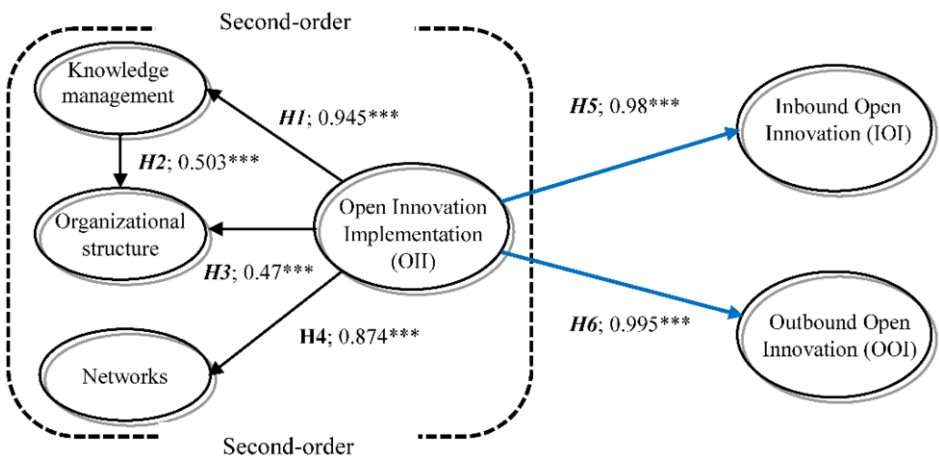 Second-order
Knowledge
management
H1; 0.945***
H5; 0.98***
Inbound Open
Innovation (IOI)
H2; 0.503***
Organizational
structure
Open Innovation
Implementation
(OII)
H3; 0.47***
H4; 0.874***
H6; 0.995***
Outbound Open
Innovation (OOI)
Networks
Second-order